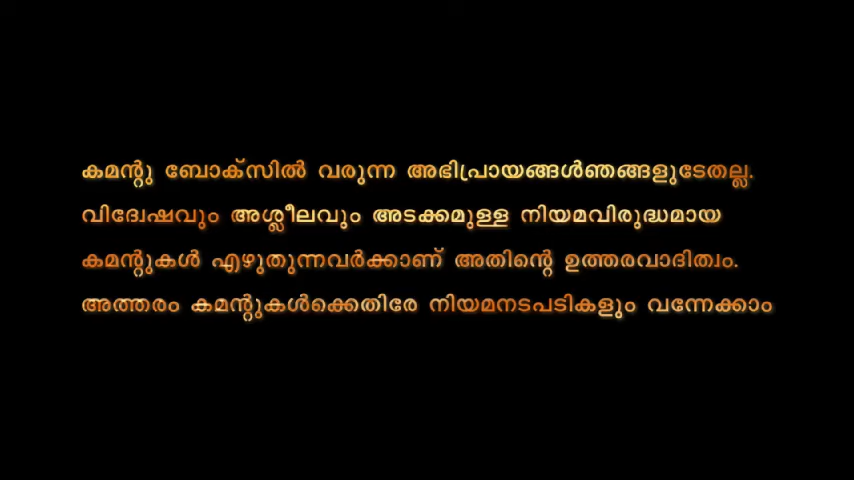 കമന്റു ബോക്സിൽ വരുന്ന അഭിപ്രായങ്ങൾഞങ്ങളുടേതല്ല.
വിദ്വേഷവും അശ്ലീലവും അടക്കമുള്ള നിയമവിരുദ്ധമായ
കമന്റുകൾ എഴുതുന്നവർക്കാണ് അതിന്റെ ഉത്തരവാദിത്വം.
അത്തരം കമന്റുകൾക്കെതിരേ നിയമനടപടികളും വന്നേക്കാം